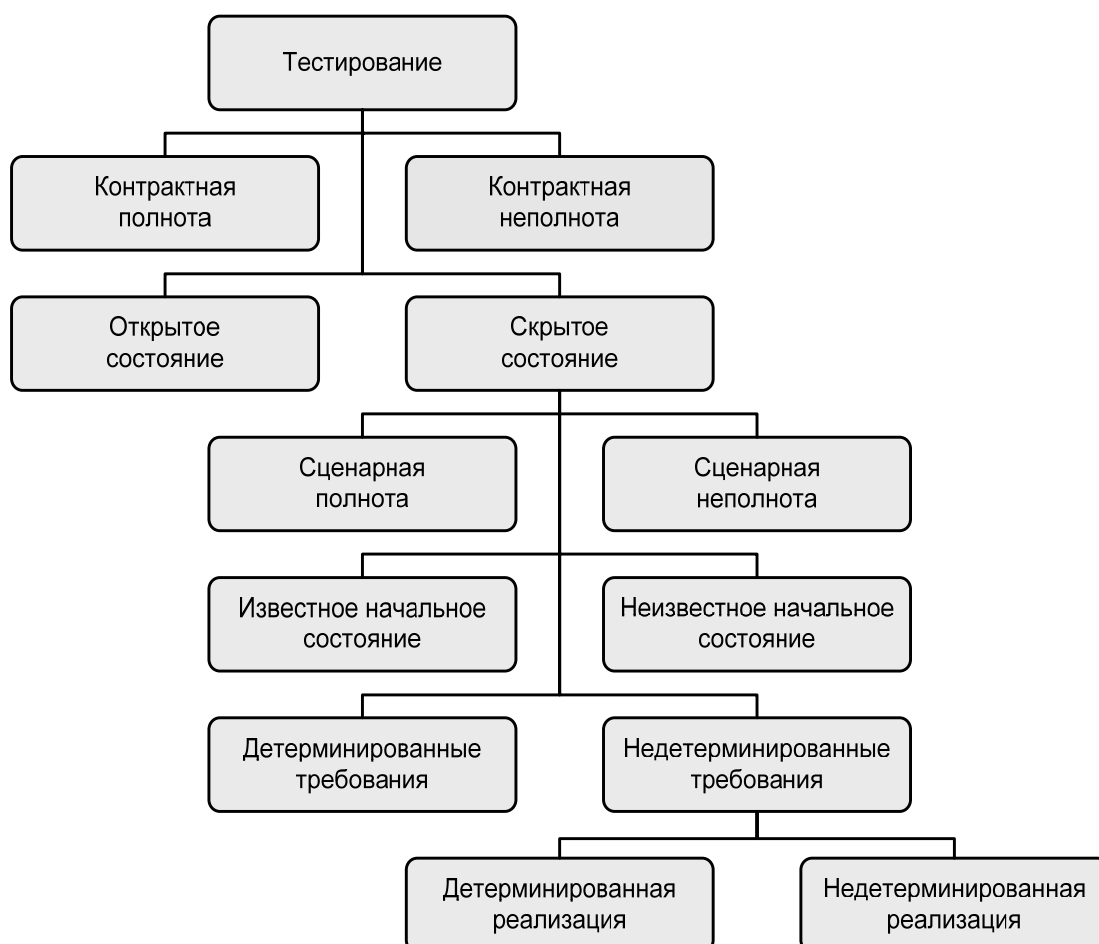 Тестирование
Контрактная
полнота
Контрактная
неполнота
Открытое
состояние
Скрытое
состояние
Сценарная
полнота
Сценарная
неполнота
Известное начальное
состояние
Неизвестное начальное
состояние
Детерминированные
требования
Недетерминированные
требования
Детерминированная
реализация
Недетерминированная
реализация